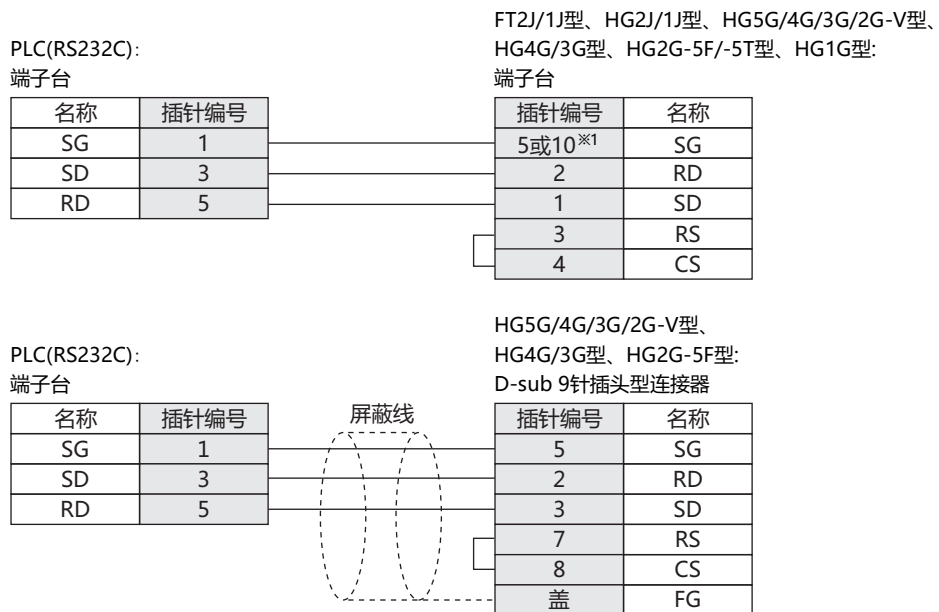 FT2J/1J型、HG2J/1J型、HG5G/4G/3G/2G-V型、
PLC(RS232C):
HG4G/3G型、HG2G-5F/-5T型、HG1G型:
端子台
端子台
名称 插针编号
插针编号 名称
SG 1
5或10※1 SG
SD 3
2 RD
RD 5
1 SD
3 RS
4 CS
HG5G/4G/3G/2G-V型、
PLC(RS232C):
HG4G/3G型、HG2G-5F型:
端子台
D-sub 9针插头型连接器
名称 插针编号
屏蔽线
插针编号 名称
SG 1
5 SG
SD 3
2 RD
RD 5
3 SD
7 RS
8 CS
盖 FG